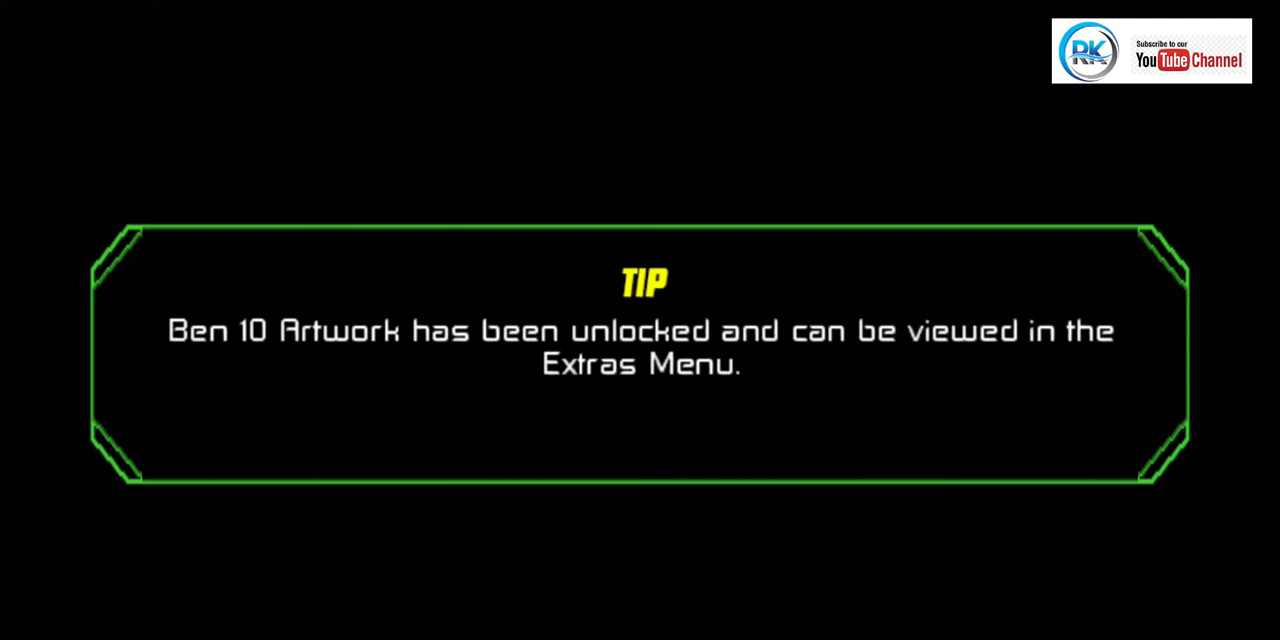 RK
Subscribe to our
YouTube Channel
TIP
Ben 10 Artwork has been unlocked and can be viewed in the
Extras Menu.